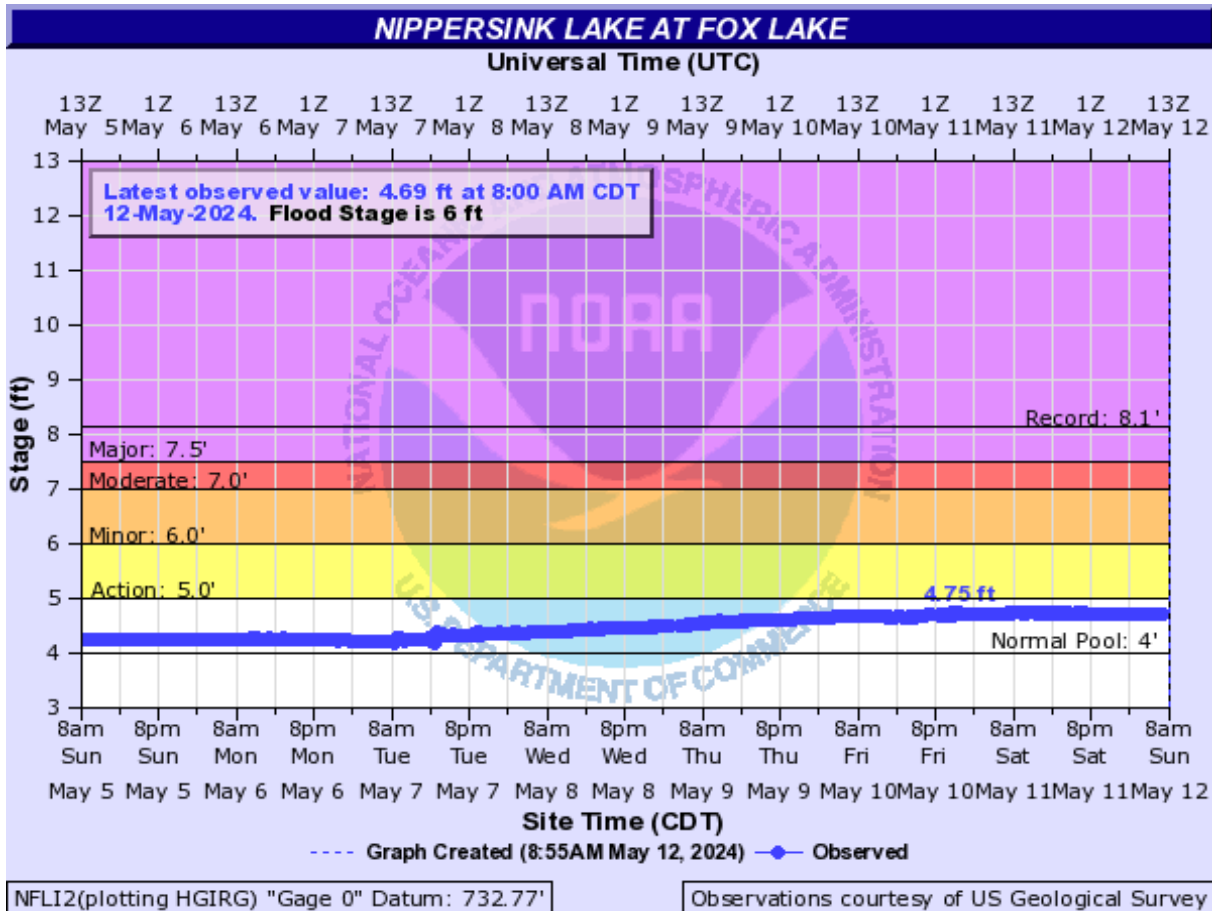 NIPPERSINK LAKE AT FOX LAKE
Universal Time (UTC)
13Z 1Z 13Z 1Z 13Z 1Z 13Z 1Z 13Z 1Z 13Z 1Z 13Z 1Z 13Z
May 5 May 6 May 6 May 7 May 7 May 8 May 8 May 9 May 9 May 10 May 10 May 11 May 11 May 12 May 12
13
Latest observed value: 4.69 ft at 8:00 AM CDT
12-May-2024. Flood Stage is 6 ft
12
11
10
9
8
7
6
5
4
3
Stage (ft)
NATIONAL OCEANIC AND ATMOSPHERIC ADMINISTRATION
NOAA
U.S. DEPARTMENT OF COMMERCE
Record: 8.1'
Major: 7.5'
Moderate: 7.0'
Minor: 6.0'
Action: 5.0'
4.75 ft
Normal Pool: 4'
8am 8pm 8am 8pm 8am 8pm 8am 8pm 8am 8pm 8am 8pm 8am 8pm 8am
Sun Sun Mon Mon Tue Tue Wed Wed Thu Thu Fri Fri Sat Sat Sun
May 5 May 5 May 6 May 6 May 7 May 7 May 8 May 8 May 9 May 9 May 10 May 10 May 11 May 11 May 12
Site Time (CDT)
---- Graph Created (8:55AM May 12, 2024) Observed
NFLI2(plotting HGIRG) "Gage 0" Datum: 732.77'
Observations courtesy of US Geological Survey